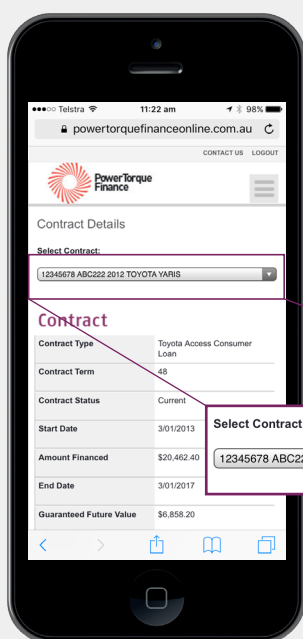 Telstra 11:22 am 98%
powertorquefinanceonline.com.au
CONTACT US LOGOUT
PowerTorque
Finance
Contract Details
Select Contract:
12345678 ABC222 2012 TOYOTA YARIS
Contract
Contract Type Toyota Access Consumer
Loan
Contract Term 48
Contract Status Current
Start Date 3/01/2013
Amount Financed $20,462.40
End Date 3/01/2017
Guaranteed Future Value $6,858.20
Select Contract
12345678 ABC22